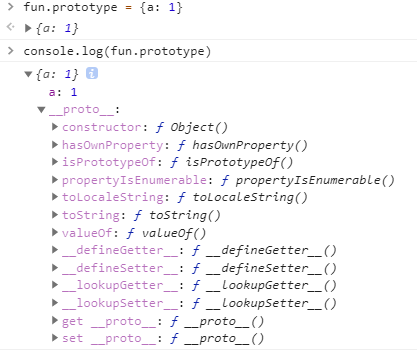 > fun.prototype = {a: 1}
<· ▶ {a: 1}
> console.log(fun.prototype)
▼ {a: 1} i
a: 1
▼ __proto__:
▶ constructor: ƒ Object()
▶ hasOwnProperty: ƒ hasOwnProperty()
▶ isPrototypeOf: ƒ isPrototypeOf()
▶ propertyIsEnumerable: ƒ propertyIsEnumerable()
▶ toLocaleString: ƒ toLocaleString()
▶ toString: ƒ toString()
▶ valueOf: ƒ valueOf()
▶ __defineGetter__: ƒ __defineGetter__()
▶ __defineSetter__: ƒ __defineSetter__()
▶ __lookupGetter__: ƒ __lookupGetter__()
▶ __lookupSetter__: ƒ __lookupSetter__()
▶ get __proto__: ƒ __proto__()
▶ set __proto__: ƒ __proto__()